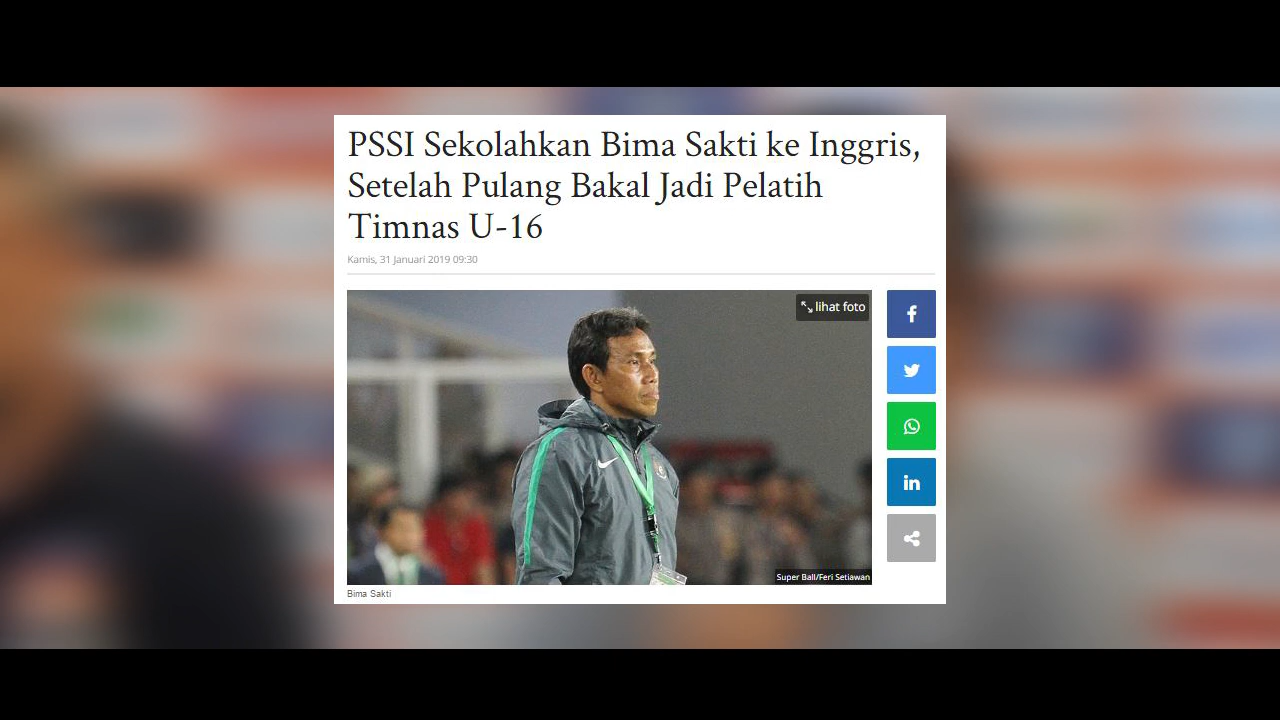 PSSI Sekolahkan Bima Sakti ke Inggris,
Setelah Pulang Bakal Jadi Pelatih
Timnas U-16
Kamis, 31 Januari 2019 09:30
lihat foto
Super Ball/Feri Setiawan
Bima Sakti